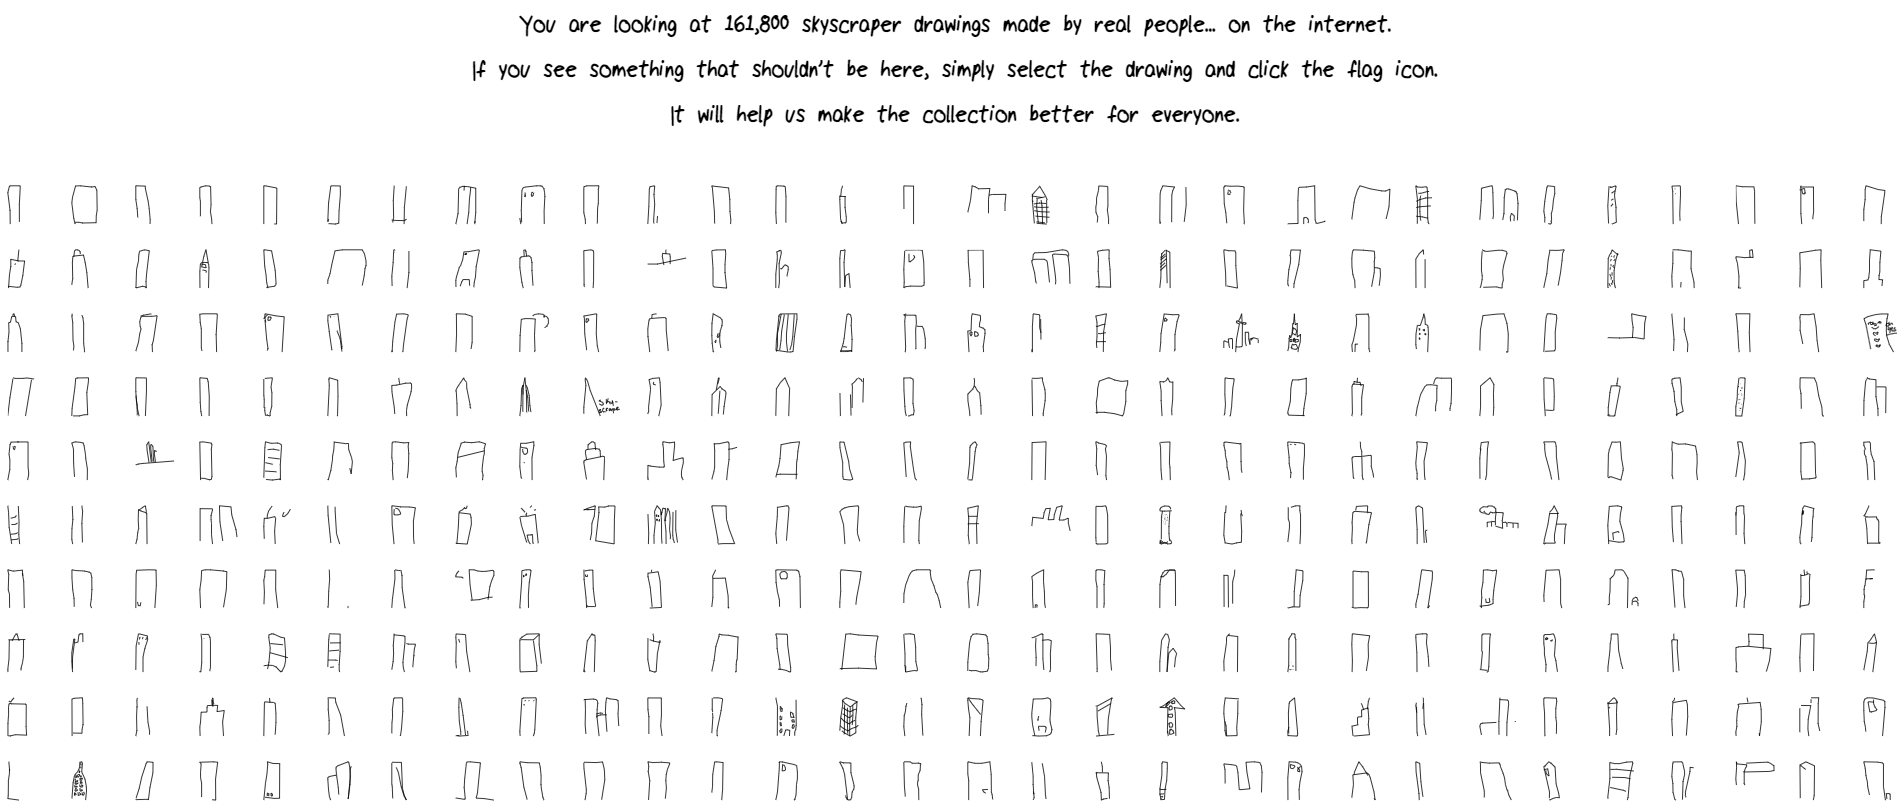 You are looking at 161,800 skyscraper drawings made by real people... on the internet.
If you see something that shouldn't be here, simply select the drawing and click the flag icon.
It will help us make the collection better for everyone.
Sky-
scrape